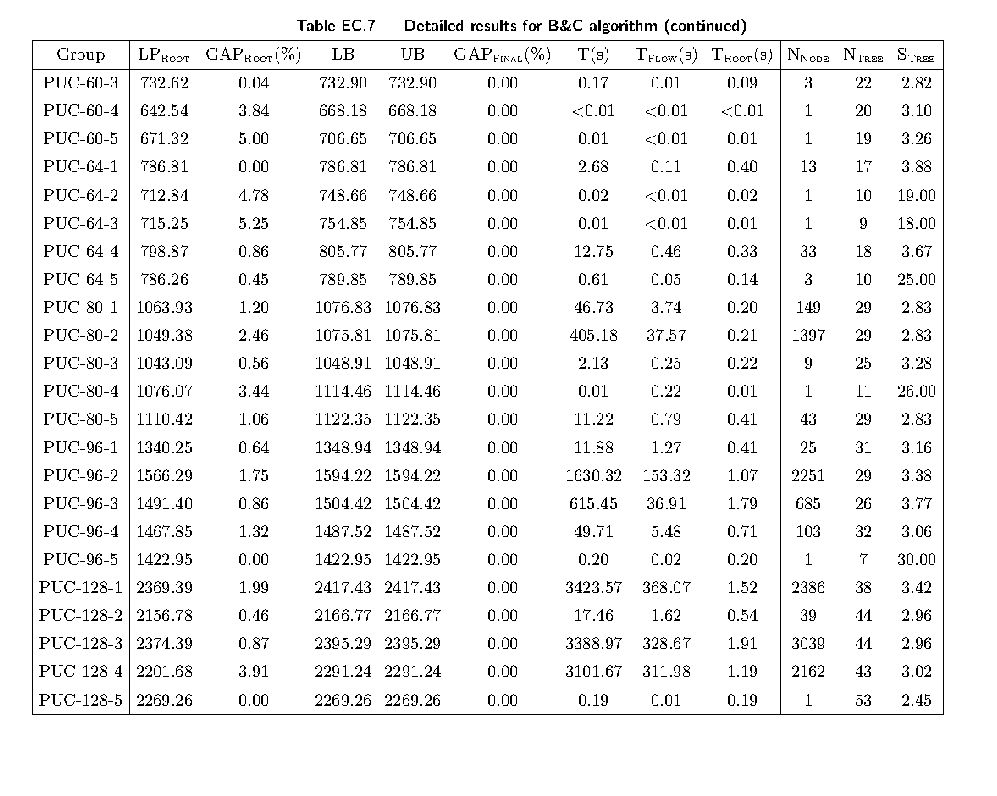 Table EC.7 Detailed results for B&C algorithm (continued)
Group LP_ROOT GAP_ROOT(%) LB UB GAP_FINAL(%) T(s) T_FLOW(s) T_ROOT(s) N_NODE N_TREE S_TREE
PUC-60-3 732.62 0.04 732.90 732.90 0.00 0.17 0.01 0.09 3 22 2.82
PUC-60-4 642.54 3.84 668.18 668.18 0.00 <0.01 <0.01 <0.01 1 20 3.10
PUC-60-5 671.32 5.00 706.65 706.65 0.00 0.01 <0.01 0.01 1 19 3.26
PUC-64-1 786.81 0.00 786.81 786.81 0.00 2.68 0.11 0.40 13 17 3.88
PUC-64-2 712.84 4.78 748.66 748.66 0.00 0.02 <0.01 0.02 1 10 19.00
PUC-64-3 715.25 5.25 754.85 754.85 0.00 0.01 <0.01 0.01 1 9 18.00
PUC-64-4 798.87 0.86 805.77 805.77 0.00 12.75 0.46 0.33 33 18 3.67
PUC-64-5 786.26 0.45 789.85 789.85 0.00 0.61 0.05 0.14 3 10 25.00
PUC-80-1 1063.93 1.20 1076.83 1076.83 0.00 46.73 3.74 0.20 149 29 2.83
PUC-80-2 1049.38 2.46 1075.81 1075.81 0.00 405.18 37.57 0.21 1397 29 2.83
PUC-80-3 1043.09 0.56 1048.91 1048.91 0.00 2.13 0.25 0.22 9 25 3.28
PUC-80-4 1076.07 3.44 1114.46 1114.46 0.00 0.01 0.22 0.01 1 11 26.00
PUC-80-5 1110.42 1.06 1122.35 1122.35 0.00 11.22 0.79 0.41 43 29 2.83
PUC-96-1 1340.25 0.64 1348.94 1348.94 0.00 11.88 1.27 0.41 25 31 3.16
PUC-96-2 1566.29 1.75 1594.22 1594.22 0.00 1630.32 153.32 1.07 2251 29 3.38
PUC-96-3 1491.40 0.86 1504.42 1504.42 0.00 615.45 36.91 1.79 685 26 3.77
PUC-96-4 1467.85 1.32 1487.52 1487.52 0.00 49.71 5.48 0.71 103 32 3.06
PUC-96-5 1422.95 0.00 1422.95 1422.95 0.00 0.20 0.02 0.20 1 7 30.00
PUC-128-1 2369.39 1.99 2417.43 2417.43 0.00 3423.57 368.07 1.52 2386 38 3.42
PUC-128-2 2156.78 0.46 2166.77 2166.77 0.00 17.46 1.62 0.54 39 44 2.96
PUC-128-3 2374.39 0.87 2395.29 2395.29 0.00 3388.97 328.67 1.91 3039 44 2.96
PUC-128-4 2201.68 3.91 2291.24 2291.24 0.00 3101.67 311.98 1.19 2162 43 3.02
PUC-128-5 2269.26 0.00 2269.26 2269.26 0.00 0.19 0.01 0.19 1 53 2.45